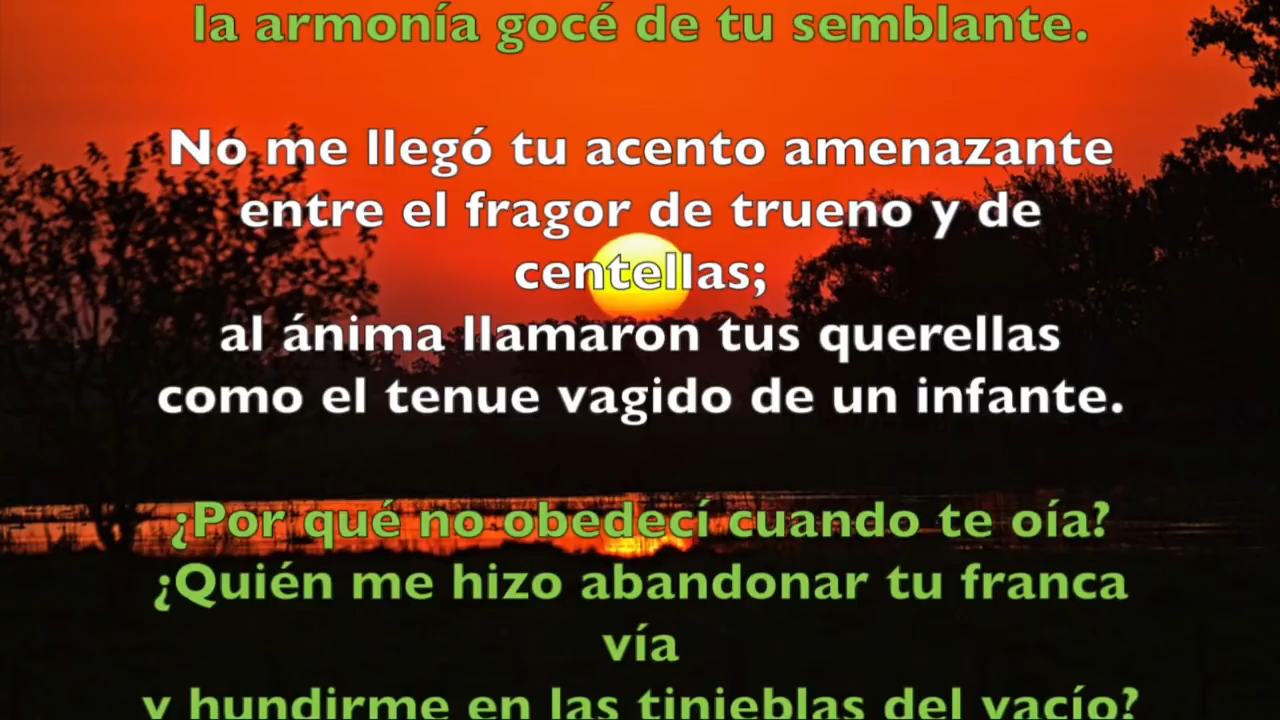 la armonía gocé de tu semblante.
No me llegó tu acento amenazante
entre el fragor de trueno y de
centellas;
al ánima llamaron tus querellas
como el tenue vagido de un infante.
¿Por qué no obedecí cuando te oía?
¿Quién me hizo abandonar tu franca
vía
y hundirme en las tinieblas del vacío?